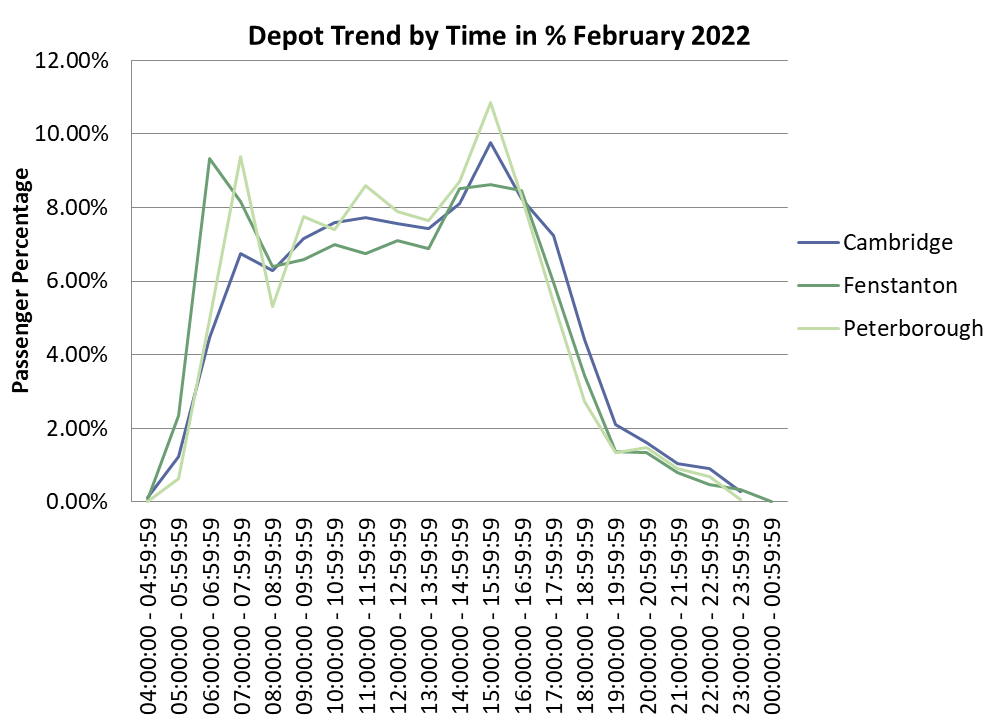 Depot Trend by Time in % February 2022
12.00%
10.00%
8.00%
6.00%
4.00%
2.00%
0.00%
Passenger Percentage
04:00:00 - 04:59:59
05:00:00 - 05:59:59
06:00:00 - 06:59:59
07:00:00 - 07:59:59
08:00:00 - 08:59:59
09:00:00 - 09:59:59
10:00:00 - 10:59:59
11:00:00 - 11:59:59
12:00:00 - 12:59:59
13:00:00 - 13:59:59
14:00:00 - 14:59:59
15:00:00 - 15:59:59
16:00:00 - 16:59:59
17:00:00 - 17:59:59
18:00:00 - 18:59:59
19:00:00 - 19:59:59
20:00:00 - 20:59:59
21:00:00 - 21:59:59
22:00:00 - 22:59:59
23:00:00 - 23:59:59
00:00:00 - 00:59:59
Cambridge
Fenstanton
Peterborough